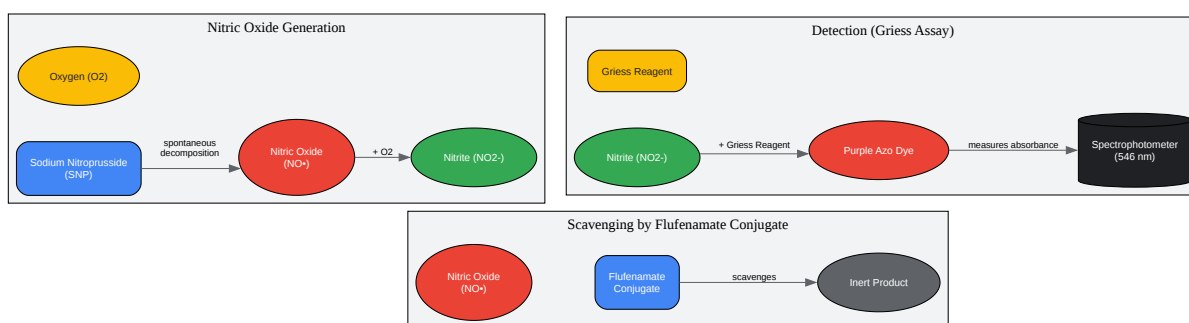 Nitric Oxide Generation
Oxygen (O2)
Sodium Nitroprusside
(SNP)
spontaneous
decomposition
Nitric Oxide
(NO•)
+ O2
Nitrite (NO2-)
Detection (Griess Assay)
Griess Reagent
Nitrite (NO2-)
+ Griess Reagent
Purple Azo Dye
measures absorbance
Spectrophotometer
(546 nm)
Scavenging by Flufenamate Conjugate
Nitric Oxide
(NO•)
Flufenamate
Conjugate
scavenges
Inert Product